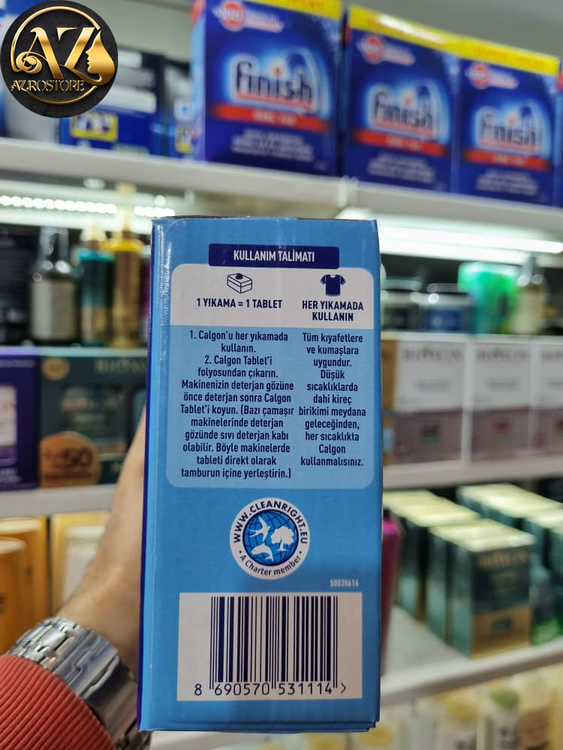 AZ
AZROSTORE
finish
finish
finish
KULLANIM TALİMATI
1 YIKAMA = 1 TABLET
HER YIKAMADA
KULLANIN
1. Calgon'u her yıkamada
kullanın.
2. Calgon Tablet'i
folyosundan çıkarın.
Makinenizin deterjan gözüne
önce deterjan sonra Calgon
Tablet'i koyun. (Bazı çamaşır
makinelerinde deterjan
gözünde sıvı deterjan kabı
olabilir. Böyle makinelerde
tableti direkt olarak
tamburun içine yerleştirin.)
Tüm kıyafetlere
ve kumaşlara
uygundur.
Düşük
sıcaklıklarda
dahi kireç
birikimi meydana
geleceğinden,
her sıcaklıkta
Calgon
kullanmalısınız.
WWW.CLEANRIGHT.EU
• A Charter member •
8 690570 531114 >